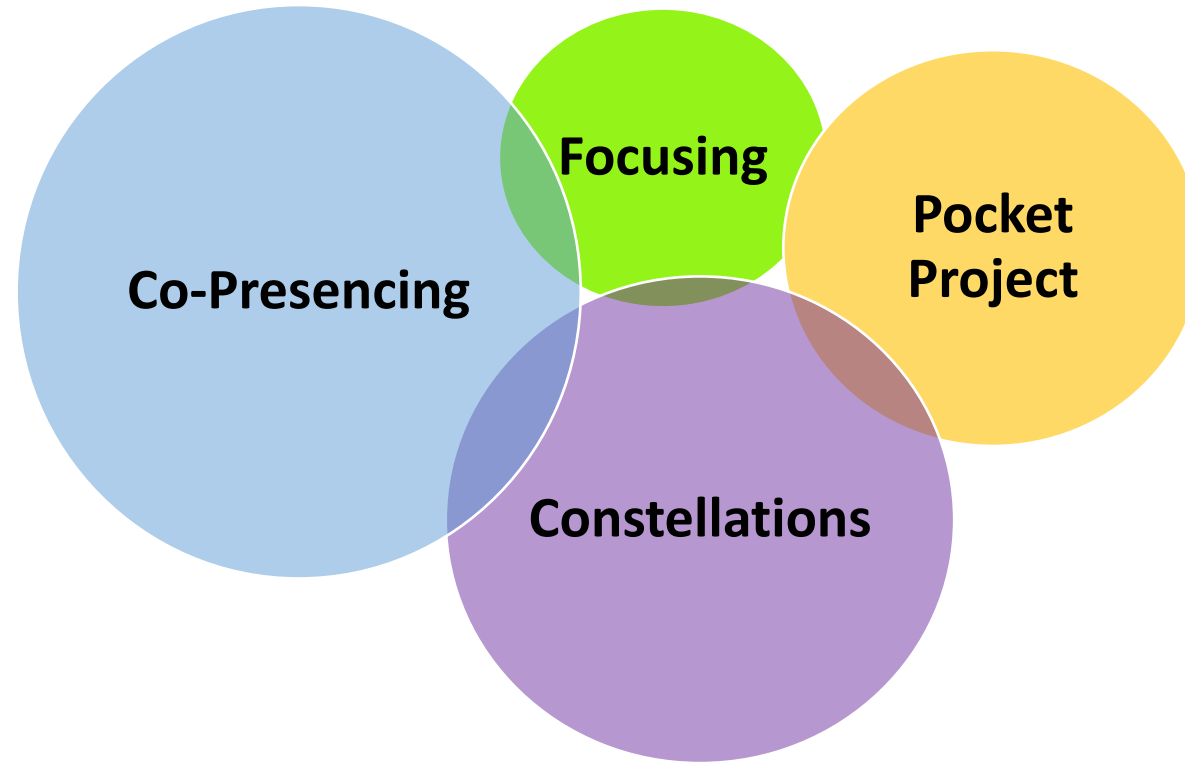 Focusing
Pocket
Project
Co-Presencing
Constellations